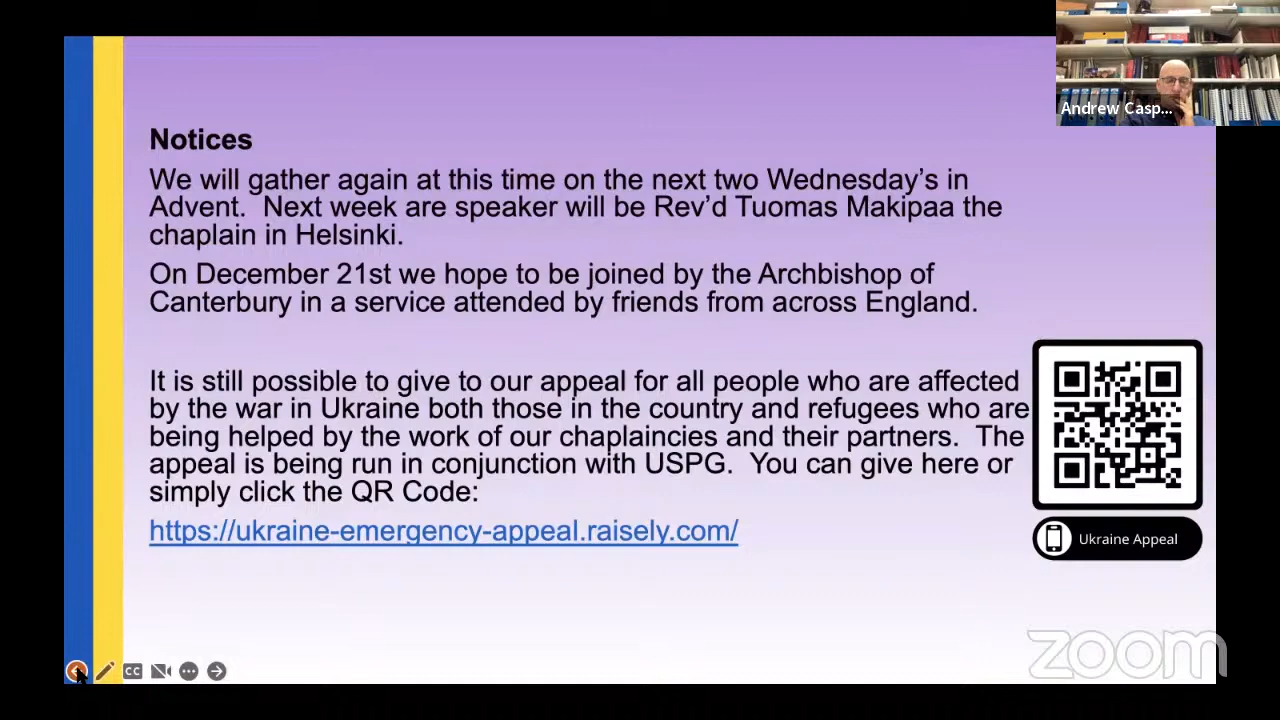 Andrew Casp...
Notices
We will gather again at this time on the next two Wednesday's in
Advent.  Next week are speaker will be Rev'd Tuomas Makipaa the
chaplain in Helsinki.
On December 21st we hope to be joined by the Archbishop of
Canterbury in a service attended by friends from across England.
It is still possible to give to our appeal for all people who are affected
by the war in Ukraine both those in the country and refugees who are
being helped by the work of our chaplaincies and their partners.  The
appeal is being run in conjunction with USPG.  You can give here or
simply click the QR Code:
https://ukraine-emergency-appeal.raisely.com/
Ukraine Appeal
CC
zoom